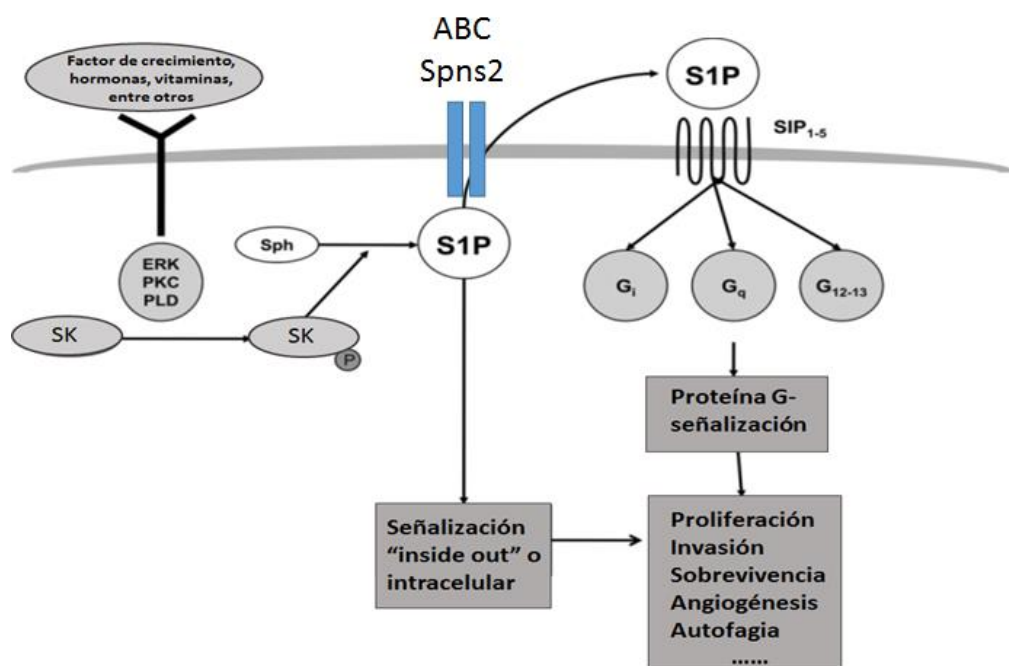 ABC
Spns2
Factor de crecimiento,
hormonas, vitaminas,
entre otros
S1P
SIP1-5
Sph
S1P
ERK
PKC
PLD
SK
SK
P
Gi
Gq
G12-13
Proteína G-
señalización
Señalización
“inside out” o
intracelular
Proliferación
Invasión
Sobrevivencia
Angiogénesis
Autofagia
......